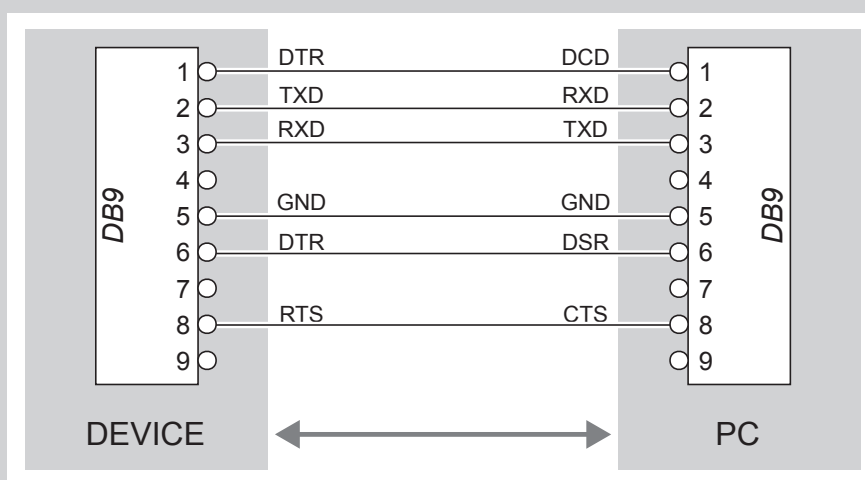 1 DTR DCD 1
2 TXD RXD 2
3 RXD TXD 3
4 4
5 GND GND 5
6 DTR DSR 6
7 7
8 RTS CTS 8
9 9
DB9 DB9
DEVICE PC